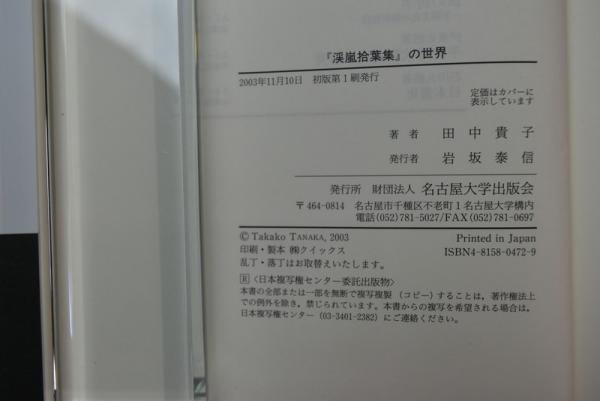 『渓嵐拾葉集』の世界
2003年11月10日　初版第1刷発行
定価はカバーに
表示しています
著者　田中貴子
発行者　岩坂泰信
発行所　財団法人　名古屋大学出版会
〒464-0814　名古屋市千種区不老町1名古屋大学構内
電話(052)781-5027/FAX(052)781-0697
© Takako TANAKA, 2003　Printed in Japan
印刷・製本 ㈱クイックス　ISBN4-8158-0472-9
乱丁・落丁はお取替えいたします。
R〈日本複写権センター委託出版物〉
本書の全部または一部を無断で複写複製（コピー）することは，著作権法上
での例外を除き，禁じられています。本書からの複写を希望される場合は，
日本複写権センター（03-3401-2382）にご連絡ください。